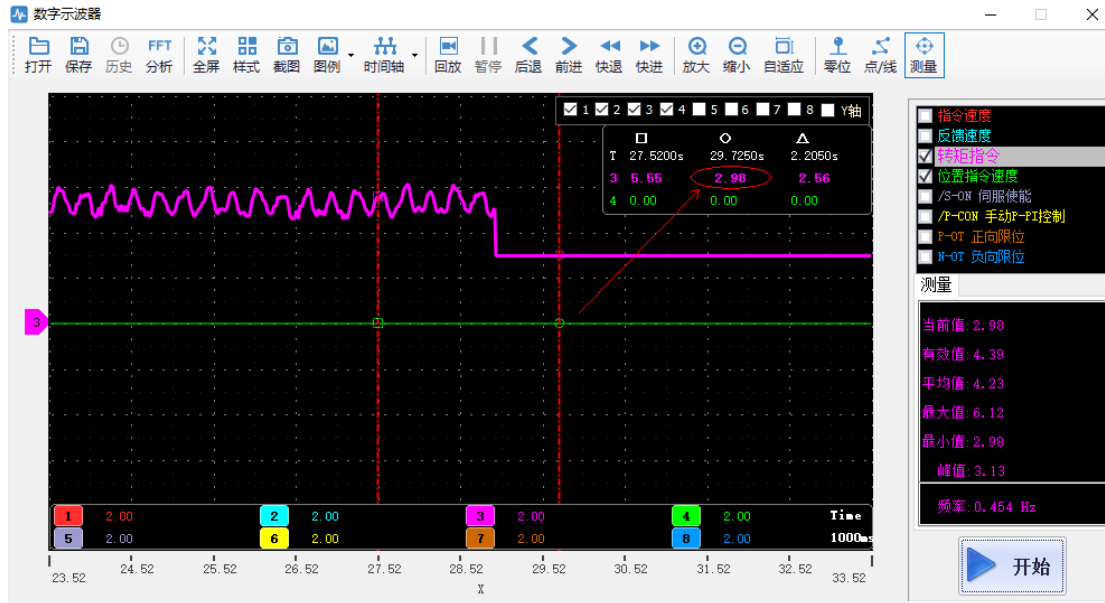 数字示波器
打开 保存 历史 FFT 分析 全屏 样式 截图 图例 时间轴 回放 暂停 后退 前进 快退 快进 放大 缩小 自适应 零位 点/线 测量
1 2 3 4 5 6 7 8 Y轴
T 27.5200s 29.7250s 2.2050s
3 5.55 2.98 2.56
4 0.00 0.00 0.00
3
1 2.00 2 2.00 3 2.00 4 2.00 Time
5 2.00 6 2.00 7 2.00 8 2.00 1000ms
23.52 24.52 25.52 26.52 27.52 28.52 29.52 30.52 31.52 32.52 33.52
X
指令速度
反馈速度
转矩指令
位置指令速度
/S-ON 伺服使能
/P-CON 手动P-PI控制
P-OT 正向限位
N-OT 负向限位
测量
当前值:2.98
有效值:4.39
平均值:4.23
最大值:6.12
最小值:2.98
峰值:3.13
频率:0.454 Hz
开始